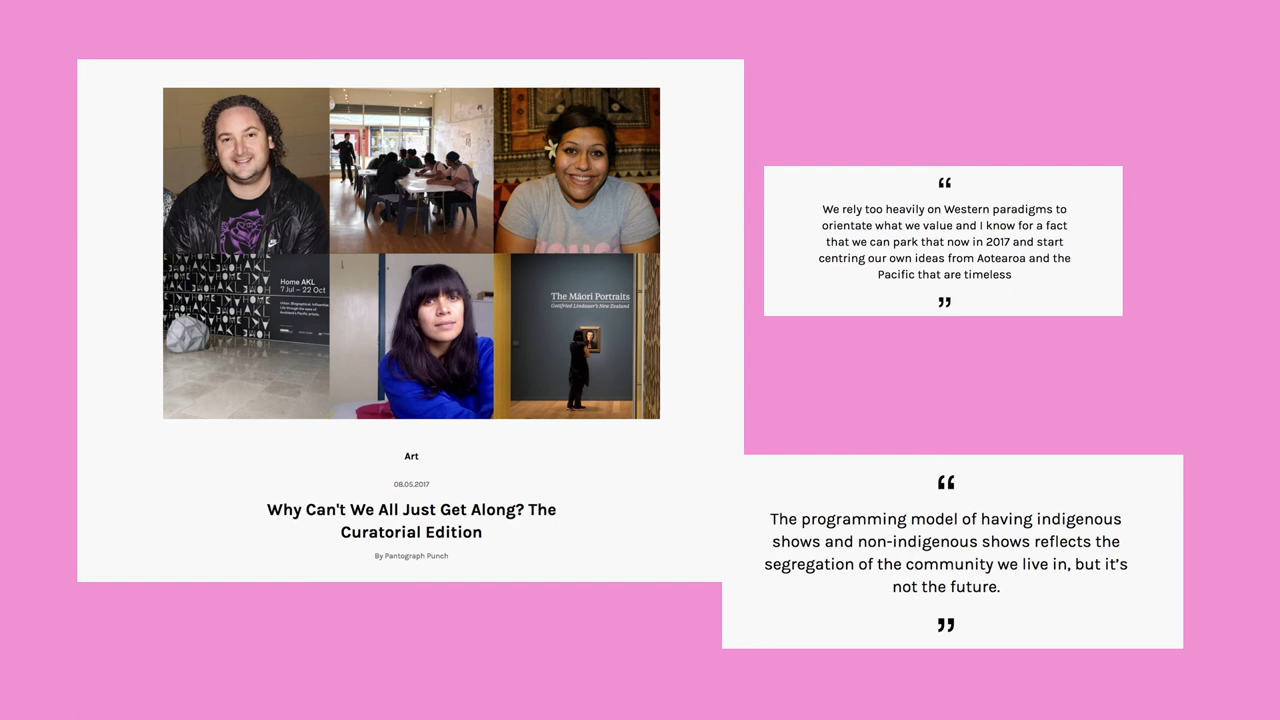 Home AKL
7 Jul – 22 Oct
The Māori Portraits
Gottfried Lindauer's New Zealand
Art
08.05.2017
Why Can't We All Just Get Along? The
Curatorial Edition
By Pantograph Punch
“
We rely too heavily on Western paradigms to
orientate what we value and I know for a fact
that we can park that now in 2017 and start
centring our own ideas from Aotearoa and the
Pacific that are timeless
”
“
The programming model of having indigenous
shows and non-indigenous shows reflects the
segregation of the community we live in, but it’s
not the future.
”